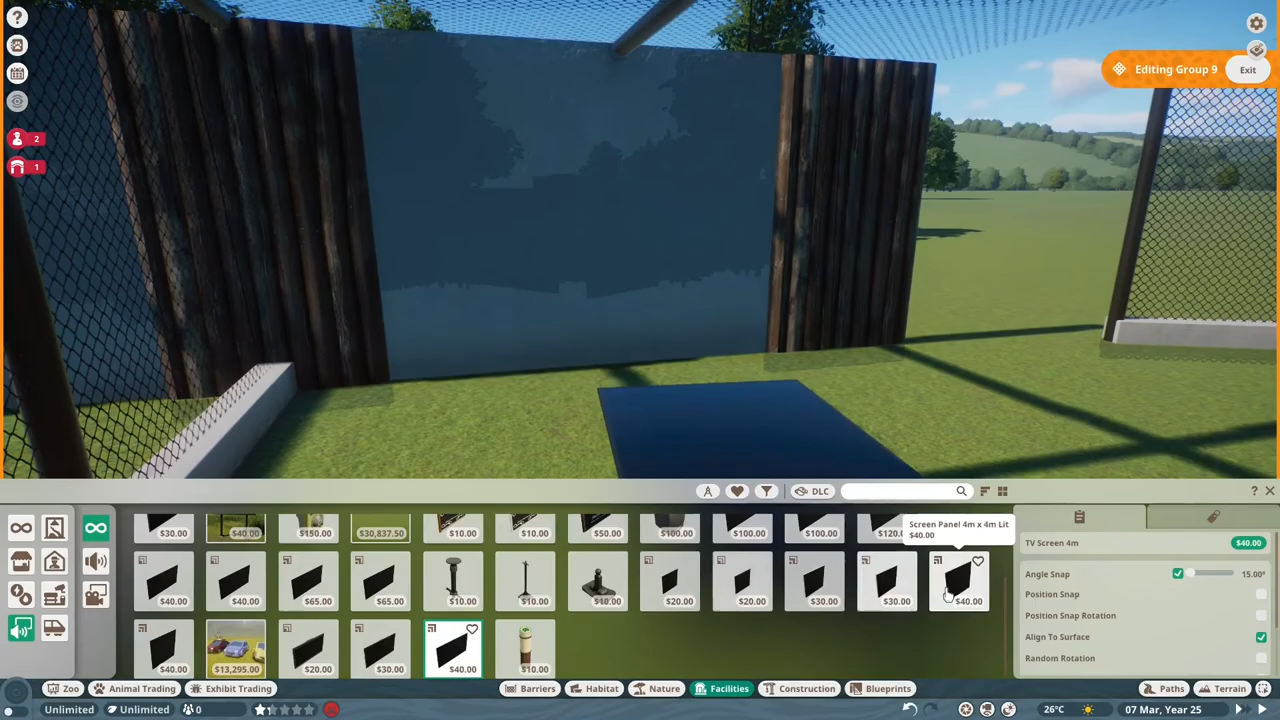 Editing Group 9
Exit
2
1
DLC
?
$30.00
$40.00
$150.00
$30,837.50
$10.00
$10.00
$50.00
$100.00
$100.00
$100.00
$120.00
Screen Panel 4m x 4m Lit
$40.00
$40.00
$40.00
$65.00
$65.00
$10.00
$10.00
$10.00
$20.00
$20.00
$30.00
$30.00
$40.00
$40.00
$13,295.00
$20.00
$30.00
$40.00
$10.00
TV Screen 4m
$40.00
Angle Snap
15.00°
Position Snap
Position Snap Rotation
Align To Surface
Random Rotation
Zoo
Animal Trading
Exhibit Trading
Barriers
Habitat
Nature
Facilities
Construction
Blueprints
Paths
Terrain
Unlimited
Unlimited
0
26°C
07 Mar, Year 25